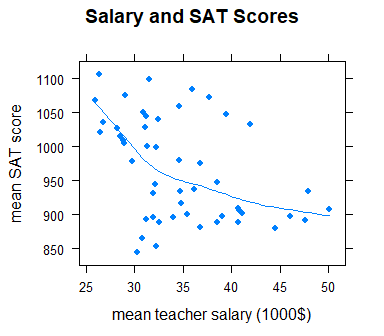 Salary and SAT Scores
1100
1050
1000
950
900
850
mean SAT score
25 30 35 40 45 50
mean teacher salary (1000$)